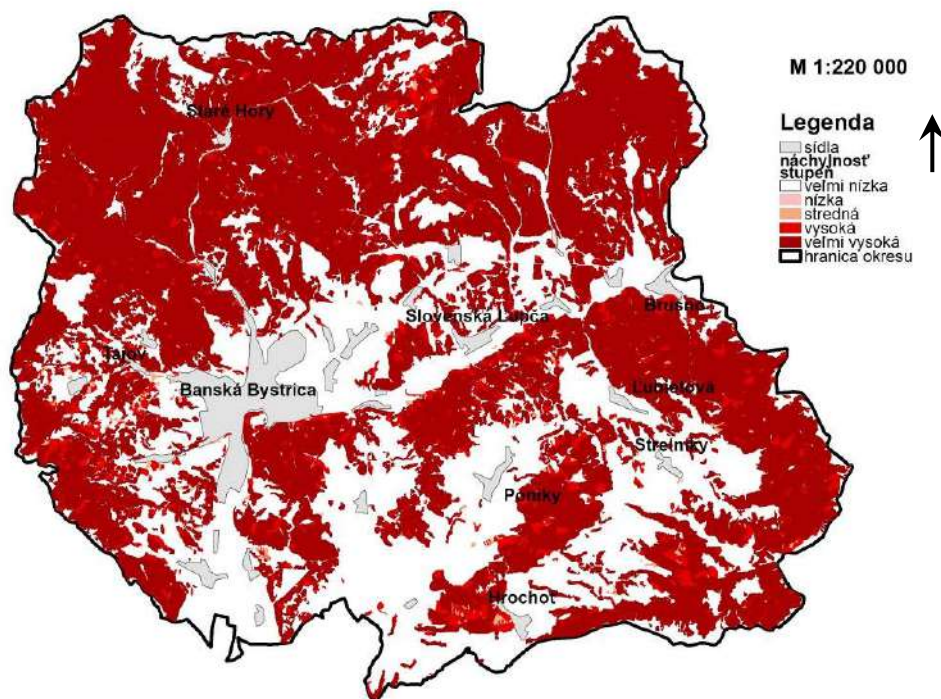 M 1:220 000
Legenda
sídla
náchylnosť
stupeň
veľmi nízka
nízka
stredná
vysoká
veľmi vysoká
hranica okresu
Staré Hory
Slovenská Ľupča
Brusno
Tajov
Banská Bystrica
Ľubietová
Strelníky
Poniky
Hrochoť